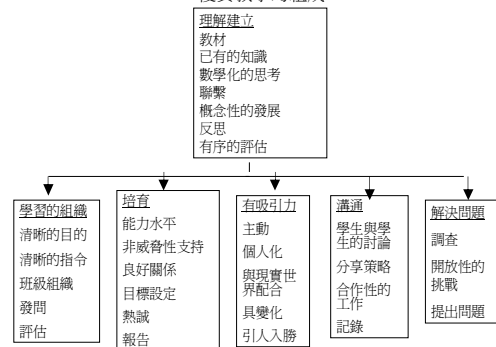 理解建立
教材
已有的知識
數學化的思考
聯繫
概念性的發展
反思
有序的評估
學習的組織
清晰的目的
清晰的指令
班級組織
發問
評估
培育
能力水平
非威脅性支持
良好關係
目標設定
熱誠
報告
有吸引力
主動
個人化
與現實世
界配合
具變化
引人入勝
溝通
學生與學
生的討論
分享策略
合作性的
工作
記錄
解決問題
調查
開放性的
挑戰
提出問題